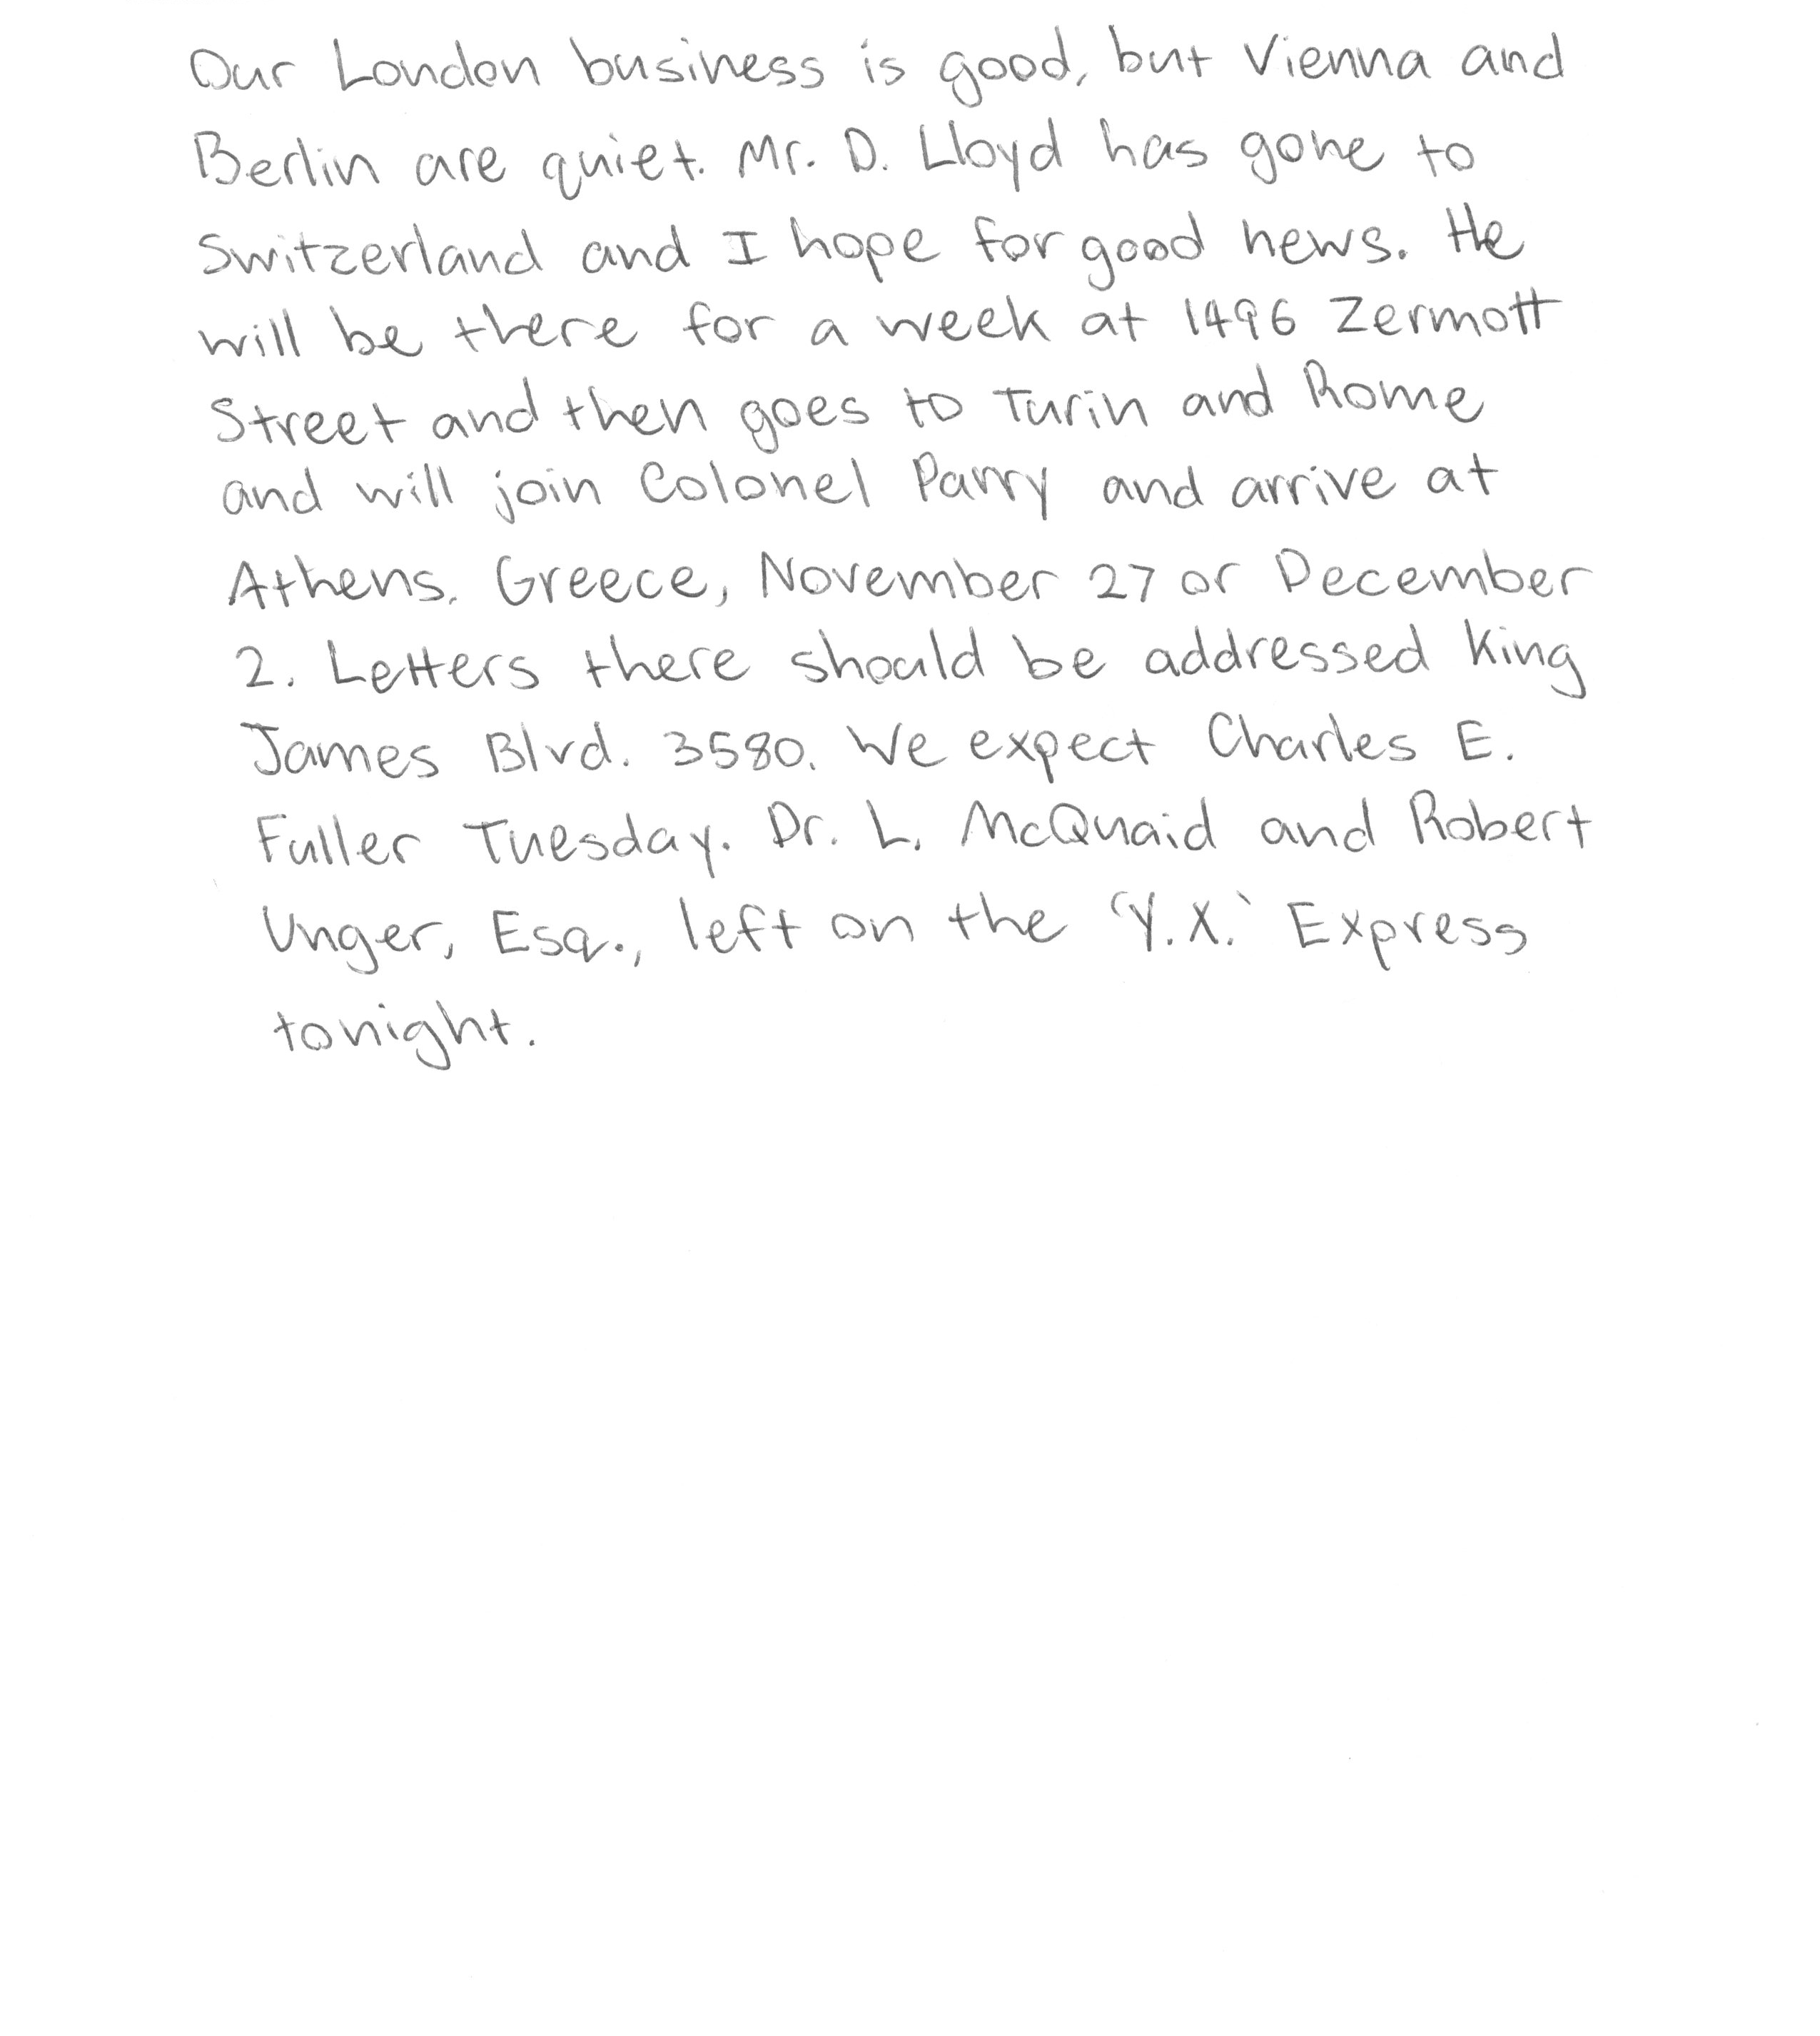 Our London business is good, but Vienna and
Berlin are quiet. Mr. D. Lloyd has gone to
Switzerland and I hope for good news. He
will be there for a week at 1496 Zermott
Street and then goes to Turin and Rome
and will join Colonel Parry and arrive at
Athens. Greece, November 27 or December
2. Letters there should be addressed King
James Blvd. 3580. We expect Charles E.
Fuller Tuesday. Dr. L. McQuaid and Robert
Unger, Esq., left on the 'Y.X.' Express
tonight.